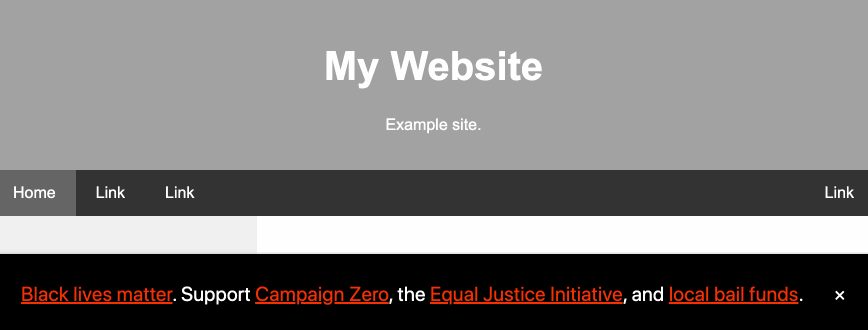 My Website
Example site.
Home Link Link Link
Black lives matter. Support Campaign Zero, the Equal Justice Initiative, and local bail funds. ×